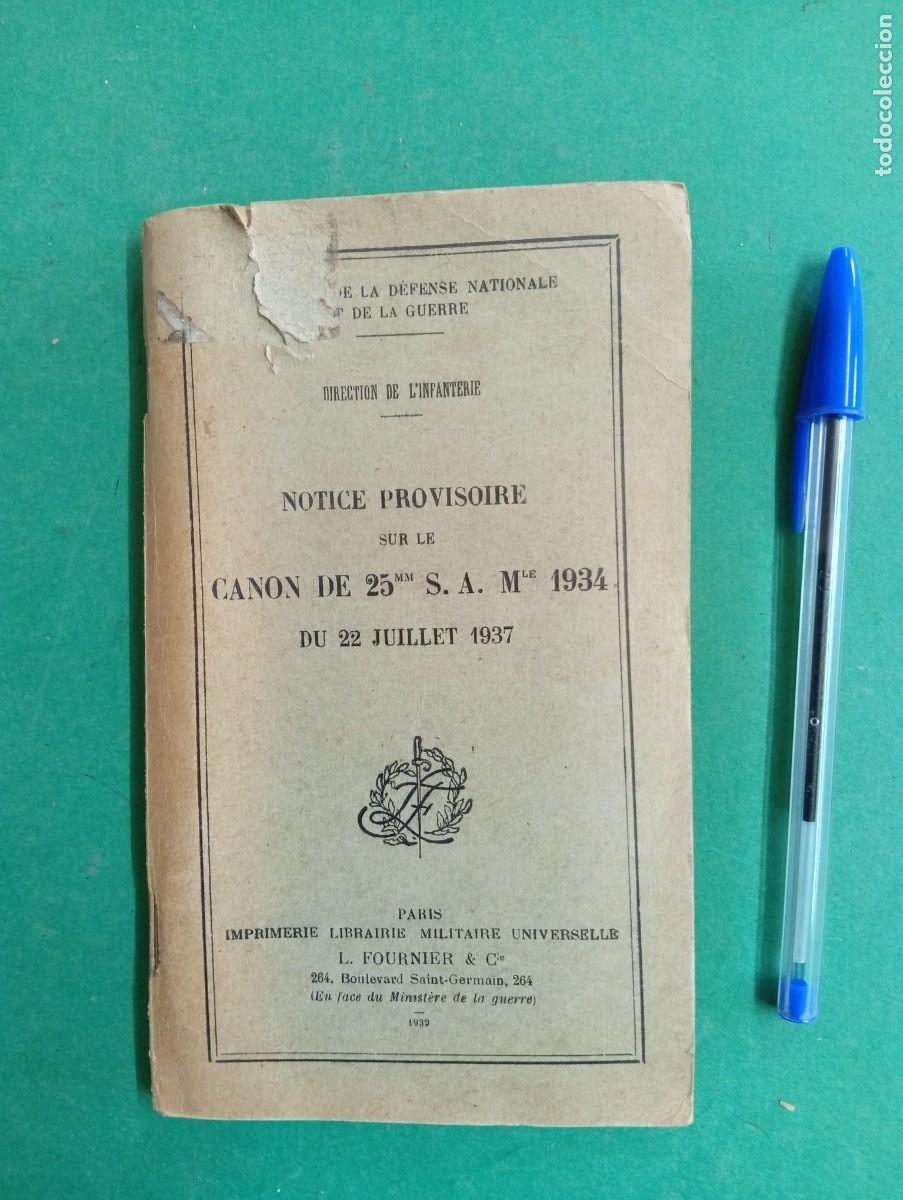 DE LA DÉFENSE NATIONALE
DE LA GUERRE
DIRECTION DE L'INFANTERIE
NOTICE PROVISOIRE
SUR LE
CANON DE 25MM S. A. MLE 1934
DU 22 JUILLET 1937
PARIS
IMPRIMERIE LIBRAIRIE MILITAIRE UNIVERSELLE
L. FOURNIER & Cie
264, Boulevard Saint-Germain, 264
(En face du Ministère de la guerre)
1939
todocoleccion